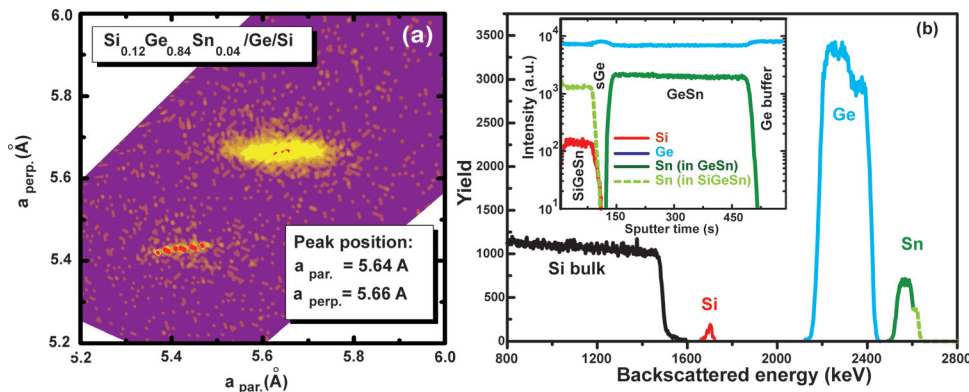 Si0.12Ge0.84Sn0.04/Ge/Si
(a)
6.0
5.8
5.6
5.4
5.2
a perp. (Å)
Peak position:
a par. = 5.64 A
a perp. = 5.66 A
5.2 5.4 5.6 5.8 6.0
a par. (Å)
(b)
3500
3000
2500
2000
1500
1000
500
0
Yield
10^4
10^3
10^2
10^1
Intensity (a.u.)
SiGeSn
sGe
GeSn
Ge buffer
Si
Ge
Sn (in GeSn)
Sn (in SiGeSn)
150 300 450
Sputter time (s)
Ge
Sn
Si bulk
Si
800 1200 1600 2000 2400 2800
Backscattered energy (keV)